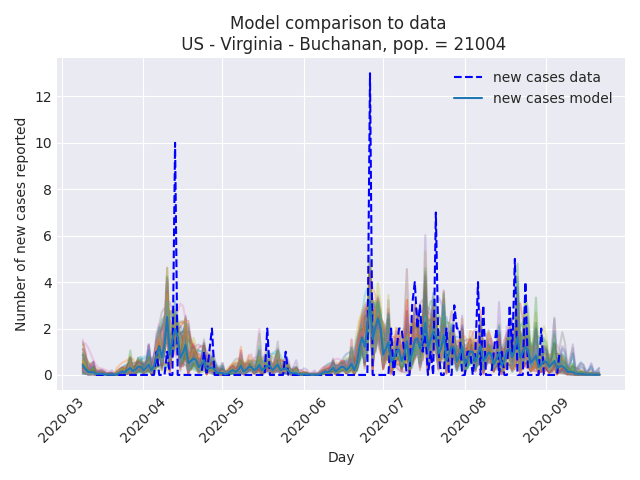 Model comparison to data
US - Virginia - Buchanan, pop. = 21004
new cases data
new cases model
Number of new cases reported
12
10
8
6
4
2
0
2020-03
2020-04
2020-05
2020-06
2020-07
2020-08
2020-09
Day